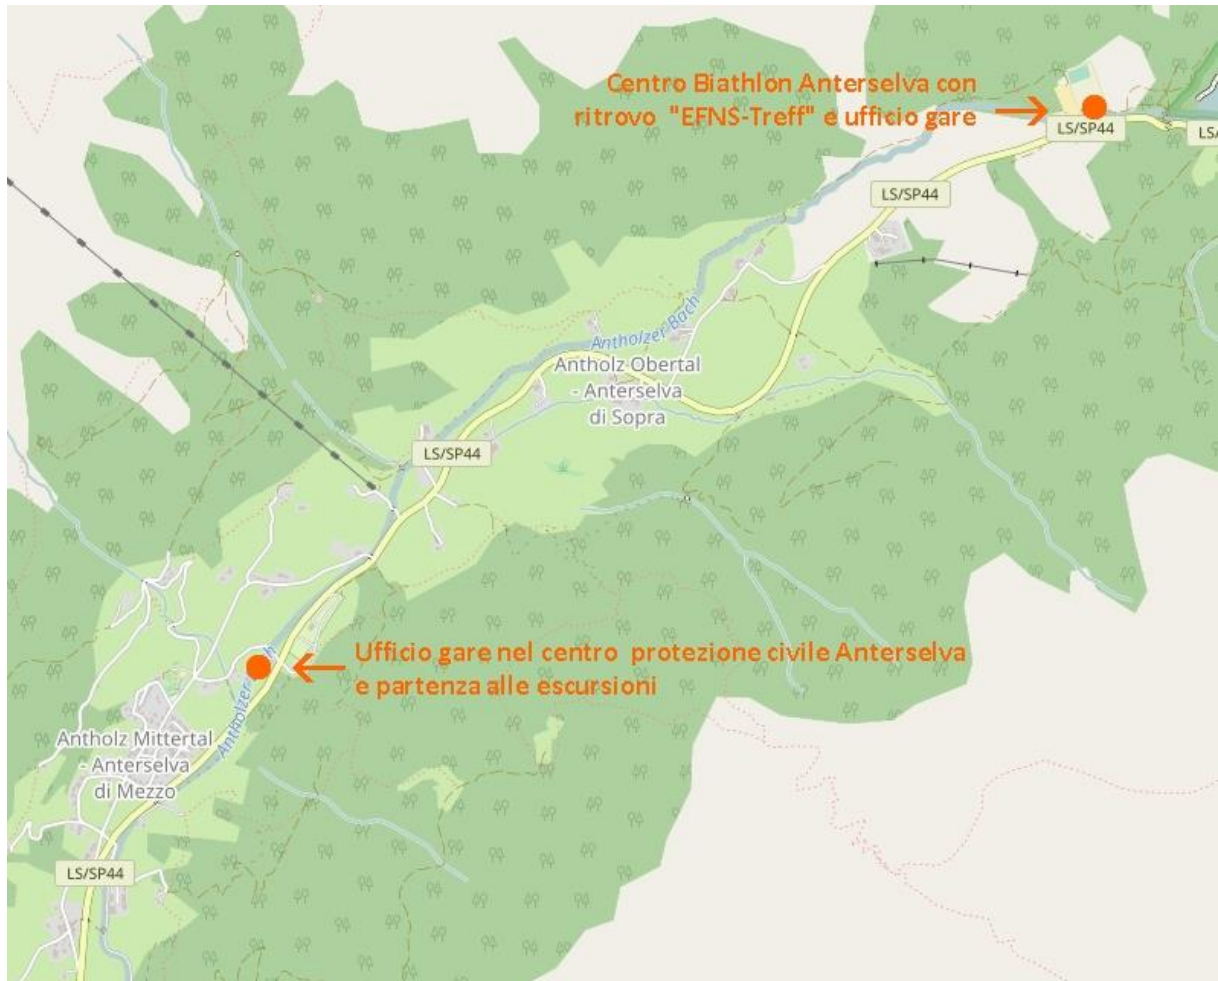 Centro Biathlon Anterselva con
ritrovo "EFNS-Treff" e ufficio gare
LS/SP44
LS/
LS/SP44
Antholzer Bach
Antholz Obertal
- Anterselva
di Sopra
LS/SP44
Ufficio gare nel centro protezione civile Anterselva
e partenza alle escursioni
Antholzer
h
Antholz Mittertal
- Anterselva
di Mezzo
LS/SP44